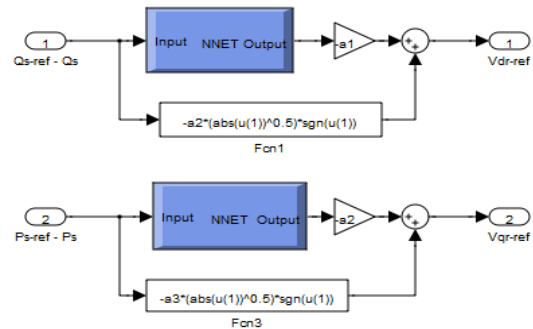 1
Qs-ref - Qs
Input NNET Output
-a1
+
+
1
Vdr-ref
-a2*(abs(u(1))^0.5)*sgn(u(1))
Fcn1
2
Ps-ref - Ps
Input NNET Output
-a2
+
+
2
Vqr-ref
-a3*(abs(u(1))^0.5)*sgn(u(1))
Fcn3